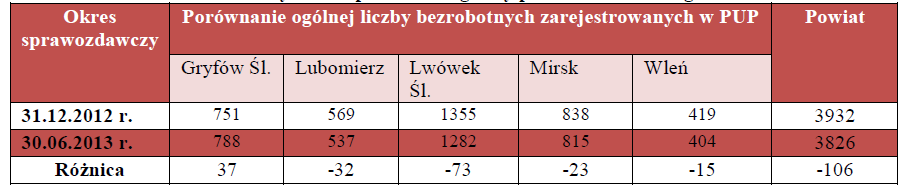 Okres sprawozdawczy Porównanie ogólnej liczby bezrobotnych zarejestrowanych w PUP Powiat
Gryfów Śl. Lubomierz Lwówek Śl. Mirsk Wleń
31.12.2012 r. 751 569 1355 838 419 3932
30.06.2013 r. 788 537 1282 815 404 3826
Różnica 37 -32 -73 -23 -15 -106